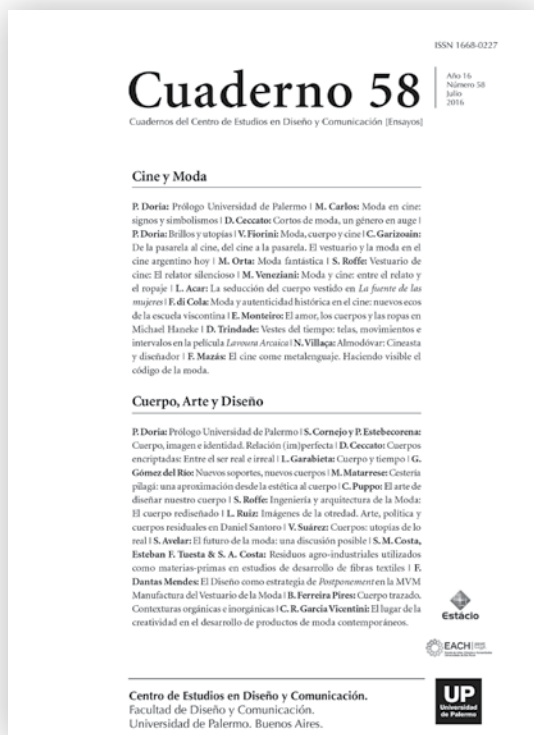 ISSN 1668-0227
Cuaderno 58
Año 16
Número 58
Julio
2016
Cuadernos del Centro de Estudios en Diseño y Comunicación [Ensayos]
Cine y Moda
P. Doria: Prólogo Universidad de Palermo | M. Carlos: Moda en cine:
signos y simbolismos | D. Ceccato: Cortos de moda, un género en auge |
P. Doria: Brillos y utopías | V. Fiorini: Moda, cuerpo y cine | C. Garizoain:
De la pasarela al cine, del cine a la pasarela. El vestuario y la moda en el
cine argentino hoy | M. Orta: Moda fantástica | S. Roffe: Vestuario de
cine: El relator silencioso | M. Veneziani: Moda y cine: entre el relato y
el ropaje | L. Acar: La seducción del cuerpo vestido en La fuente de las
mujeres | F. di Cola: Moda y autenticidad histórica en el cine: nuevos ecos
de la escuela viscontina | E. Monteiro: El amor, los cuerpos y las ropas en
Michael Haneke | D. Trindade: Vestes del tiempo: telas, movimientos e
intervalos en la película Lavoura Arcaica | N. Villaça: Almodóvar: Cineasta
y diseñador | F. Mazás: El cine come metalenguaje. Haciendo visible el
código de la moda.
Cuerpo, Arte y Diseño
P. Doria: Prólogo Universidad de Palermo | S. Cornejo y P. Estebecorena:
Cuerpo, imagen e identidad. Relación (im)perfecta | D. Ceccato: Cuerpos
encriptadas: Entre el ser real e irreal | L. Garabieta: Cuerpo y tiempo | G.
Gómez del Río: Nuevos soportes, nuevos cuerpos | M. Matarrese: Cestería
pilagá: una aproximación desde la estética al cuerpo | C. Puppo: El arte de
diseñar nuestro cuerpo | S. Roffe: Ingeniería y arquitectura de la Moda:
El cuerpo rediseñado | L. Ruiz: Imágenes de la otredad. Arte, política y
cuerpos residuales en Daniel Santoro | V. Suárez: Cuerpos: utopías de lo
real | S. Avelar: El futuro de la moda: una discusión posible | S. M. Costa,
Esteban F. Tuesta & S. A. Costa: Residuos agro-industriales utilizados
como materias-primas en estudios de desarrollo de fibras textiles | F.
Dantas Mendes: El Diseño como estrategia de Postponement en la MVM
Manufactura del Vestuario de la Moda | B. Ferreira Pires: Cuerpo trazado.
Contexturas orgánicas e inorgánicas | C. R. Garcia Vicentini: El lugar de la
creatividad en el desarrollo de productos de moda contemporáneos.
Estácio
EACH
Centro de Estudios en Diseño y Comunicación.
Facultad de Diseño y Comunicación.
Universidad de Palermo. Buenos Aires.
UP
Universidad
de Palermo